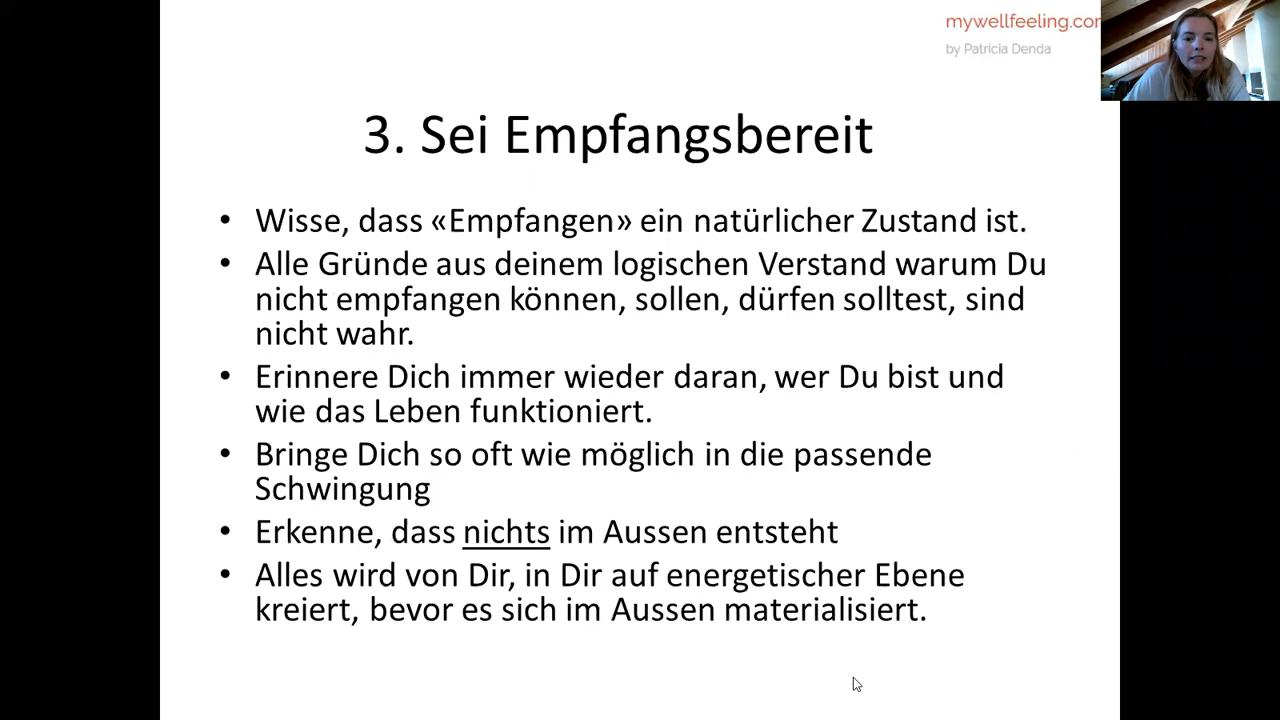 mywellfeeling.com
by Patricia Denda
3. Sei Empfangsbereit
• Wisse, dass «Empfangen» ein natürlicher Zustand ist.
• Alle Gründe aus deinem logischen Verstand warum Du
nicht empfangen können, sollen, dürfen solltest, sind
nicht wahr.
• Erinnere Dich immer wieder daran, wer Du bist und
wie das Leben funktioniert.
• Bringe Dich so oft wie möglich in die passende
Schwingung
• Erkenne, dass nichts im Aussen entsteht
• Alles wird von Dir, in Dir auf energetischer Ebene
kreiert, bevor es sich im Aussen materialisiert.